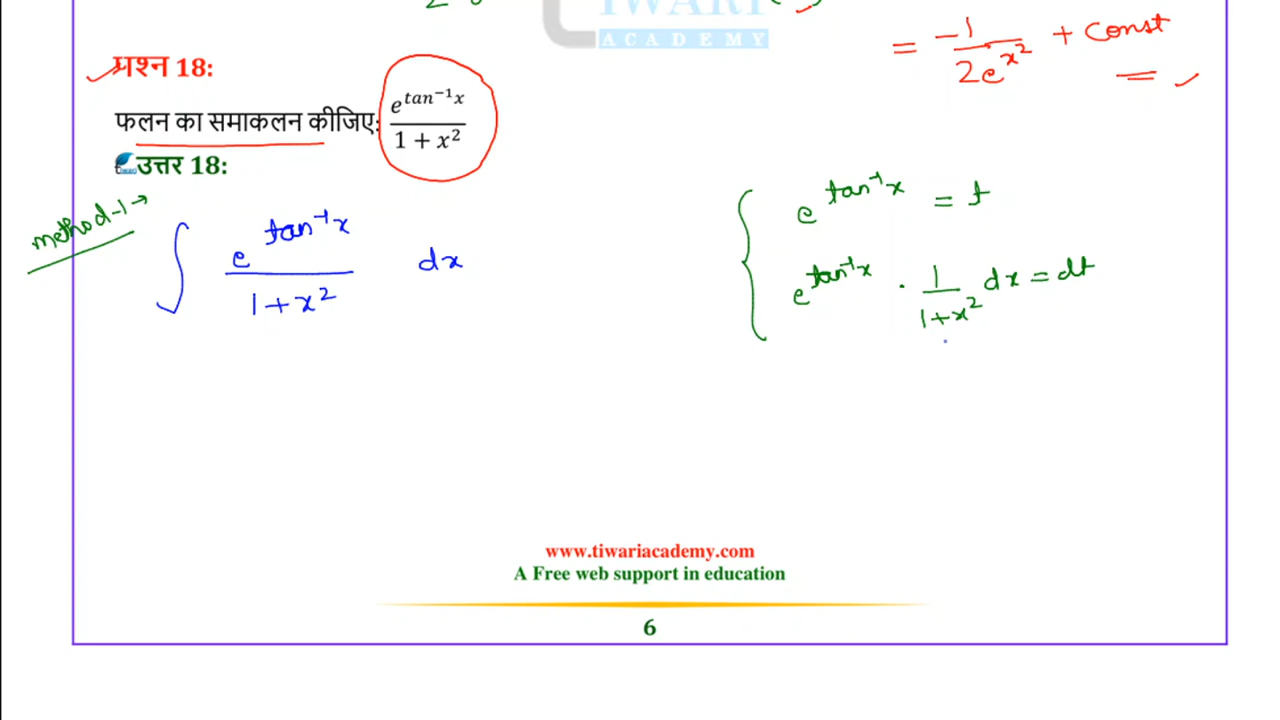 TIWARI
ACADEMY
= -1 / 2e^x² + const
प्रश्न 18:
फलन का समाकलन कीजिए: e^tan⁻¹x / 1 + x²
उत्तर 18:
method-1→
∫ e^tan⁻¹x / 1+x² dx
e^tan⁻¹x = t
e^tan⁻¹x · 1 / 1+x² dx = dt
www.tiwariacademy.com
A Free web support in education
6